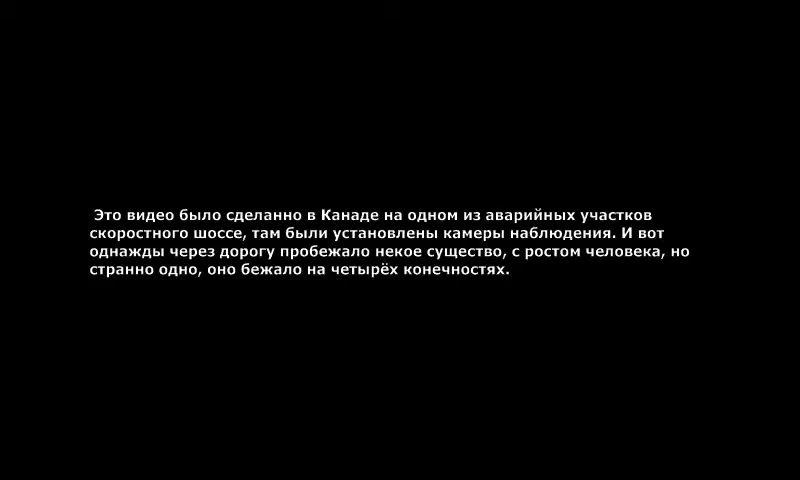 Это видео было сделанно в Канаде на одном из аварийных участков
скоростного шоссе, там были установлены камеры наблюдения. И вот
однажды через дорогу пробежало некое существо, с ростом человека, но
странно одно, оно бежало на четырёх конечностях.